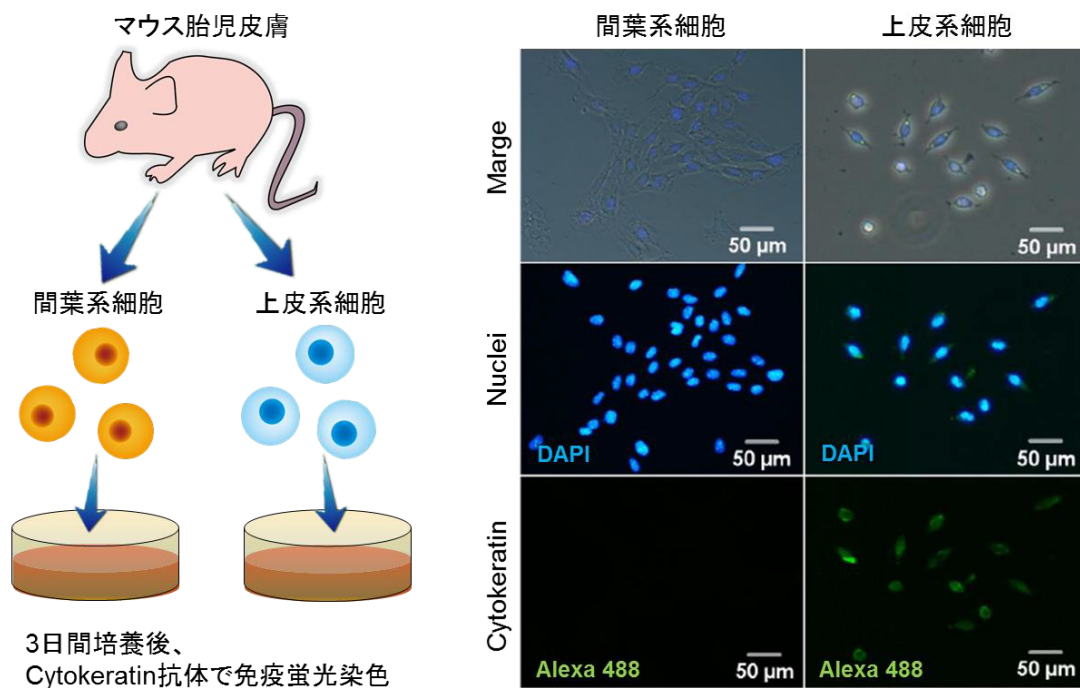 マウス胎児皮膚
間葉系細胞
上皮系細胞
3日間培養後、
Cytokeratin抗体で免疫蛍光染色
間葉系細胞
上皮系細胞
Marge
50 µm
50 µm
Nuclei
DAPI
50 µm
DAPI
50 µm
Cytokeratin
Alexa 488
50 µm
Alexa 488
50 µm